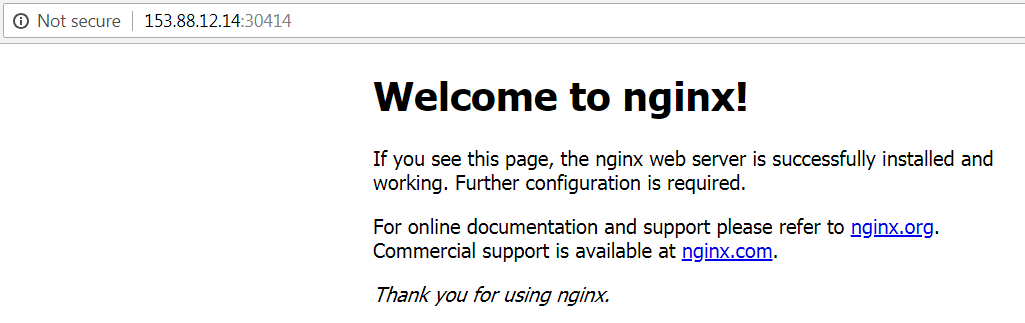 Not secure 153.88.12.14:30414
Welcome to nginx!
If you see this page, the nginx web server is successfully installed and
working. Further configuration is required.
For online documentation and support please refer to nginx.org.
Commercial support is available at nginx.com.
Thank you for using nginx.